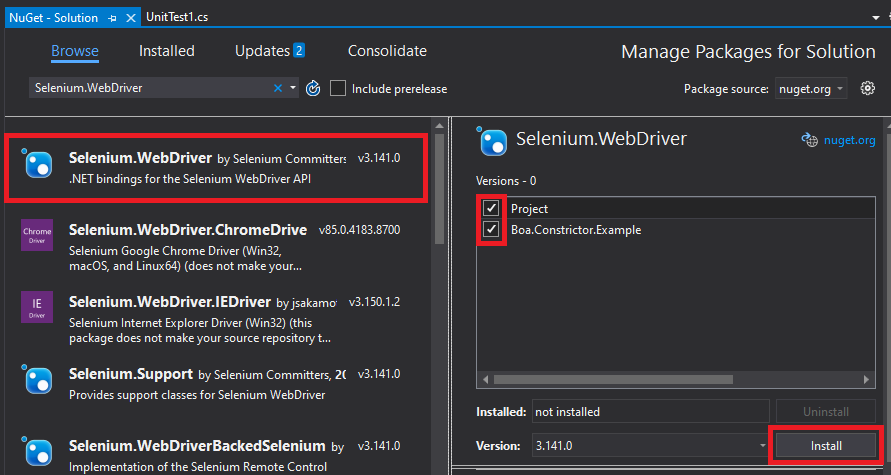 NuGet - Solution
UnitTest1.cs
Browse
Installed
Updates 2
Consolidate
Manage Packages for Solution
Selenium.WebDriver
Include prerelease
Package source: nuget.org
Selenium.WebDriver by Selenium Committers v3.141.0
.NET bindings for the Selenium WebDriver API
Chrome
Driver
Selenium.WebDriver.ChromeDrive v85.0.4183.8700
Selenium Google Chrome Driver (Win32,
macOS, and Linux64) (does not make your...
IE
Driver
Selenium.WebDriver.IEDriver by jsakamo v3.150.1.2
Selenium Internet Explorer Driver (Win32) (this
package does not make your source repository t...
Selenium.Support by Selenium Committers, 20 v3.141.0
Provides support classes for Selenium WebDriver
Selenium.WebDriverBackedSelenium by v3.141.0
Implementation of the Selenium Remote Control
Selenium.WebDriver
nuget.org
Versions - 0
Project
Boa.Constrictor.Example
Installed: not installed
Uninstall
Version: 3.141.0
Install